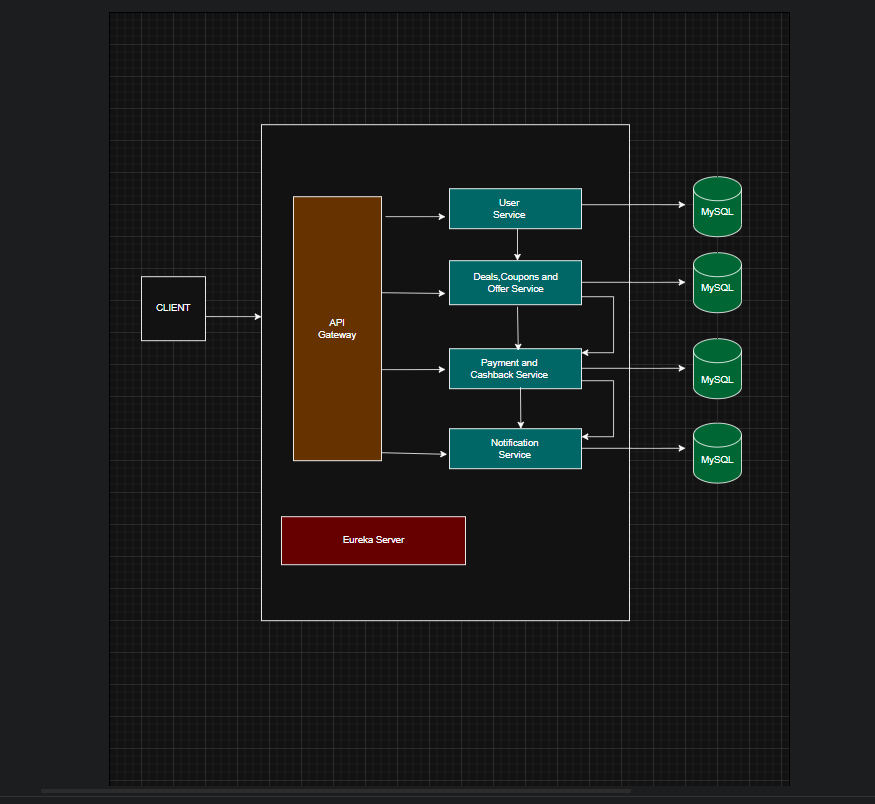 CLIENT
API
Gateway
User
Service
Deals,Coupons and
Offer Service
Payment and
Cashback Service
Notification
Service
MySQL
MySQL
MySQL
MySQL
Eureka Server